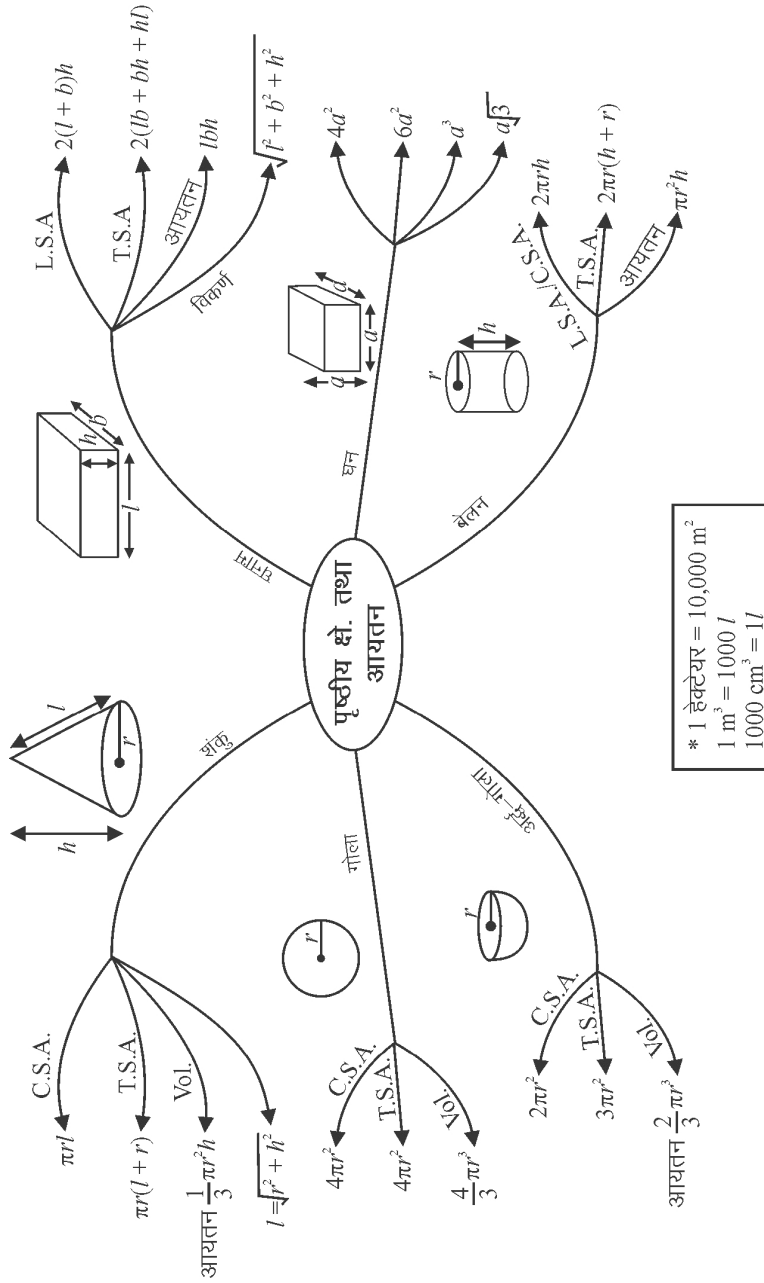 पृष्ठीय क्षे. तथा
आयतन
शंकु
h
l
r
C.S.A.
πrl
T.S.A.
πr(l + r)
Vol.
आयतन 1/3 πr²h
l = √r² + h²
गोला
r
C.S.A.
4πr²
T.S.A.
4πr²
Vol.
4/3 πr³
अर्द्ध-गोला
r
C.S.A.
2πr²
T.S.A.
3πr²
Vol.
आयतन 2/3 πr³
घनाभ
l
b
h
L.S.A
2(l + b)h
T.S.A
2(lb + bh + hl)
आयतन
lbh
विकर्ण
√l² + b² + h²
घन
a
a
a
4a²
6a²
a³
a√3
बेलन
r
h
L.S.A./C.S.A.
2πrh
T.S.A.
2πr(h + r)
आयतन
πr²h
* 1 हेक्टेयर = 10,000 m²
1 m³ = 1000 l
1000 cm³ = 1l